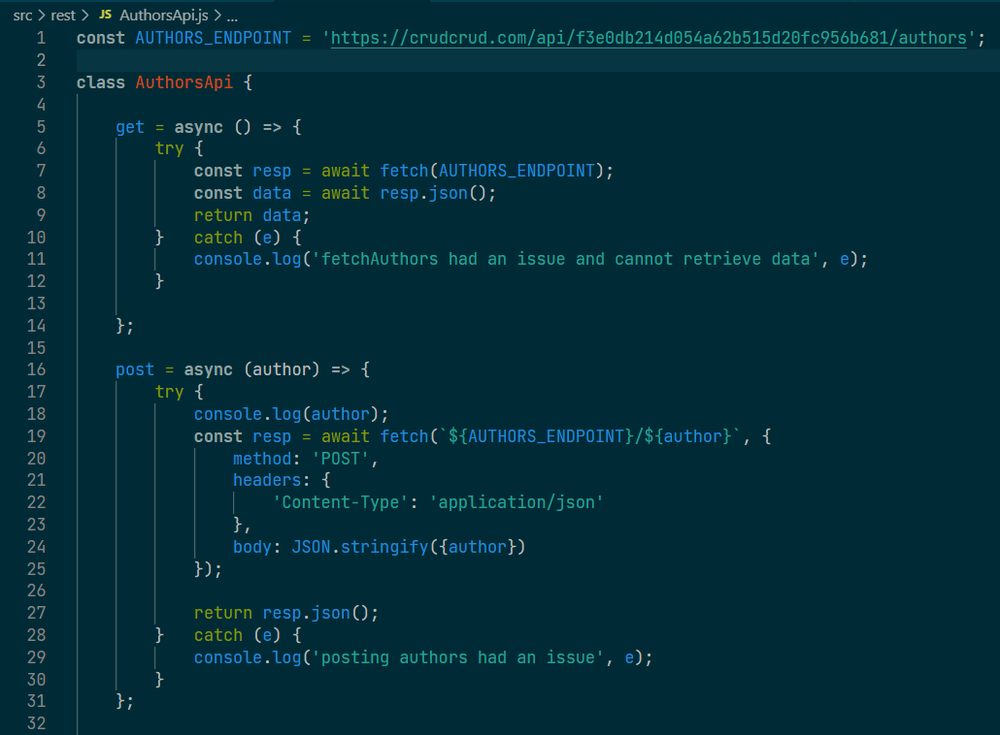 src > rest > JS AuthorsApi.js > ...
1 const AUTHORS_ENDPOINT = 'https://crudcrud.com/api/f3e0db214d054a62b515d20fc956b681/authors';
2
3 class AuthorsApi {
4
5     get = async () => {
6         try {
7             const resp = await fetch(AUTHORS_ENDPOINT);
8             const data = await resp.json();
9             return data;
10         }   catch (e) {
11             console.log('fetchAuthors had an issue and cannot retrieve data', e);
12         }
13
14     };
15
16     post = async (author) => {
17         try {
18             console.log(author);
19             const resp = await fetch(`${AUTHORS_ENDPOINT}/${author}`, {
20                 method: 'POST',
21                 headers: {
22                     'Content-Type': 'application/json'
23                 },
24                 body: JSON.stringify({author})
25             });
26
27             return resp.json();
28         }   catch (e) {
29             console.log('posting authors had an issue', e);
30         }
31     };
32